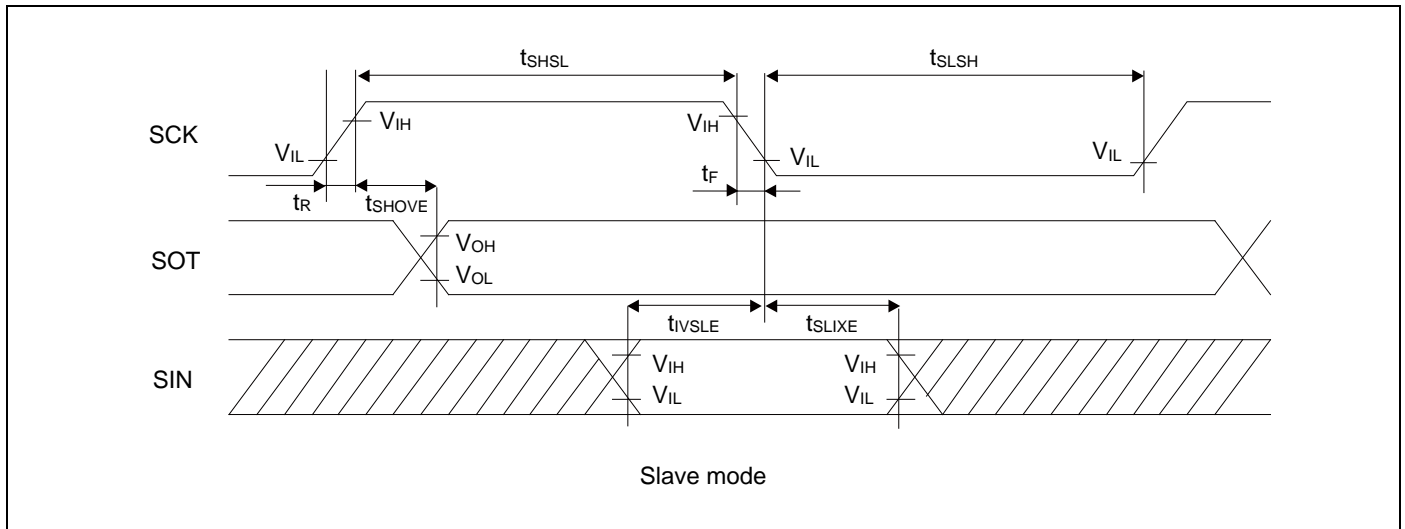 tSHSL
tSLSH
SCK
VIH
VIH
VIL
VIL
VIL
tF
tR
tSHOVE
SOT
VOH
VOL
tIVSLE
tSLIXE
SIN
VIH
VIH
VIL
VIL
Slave mode